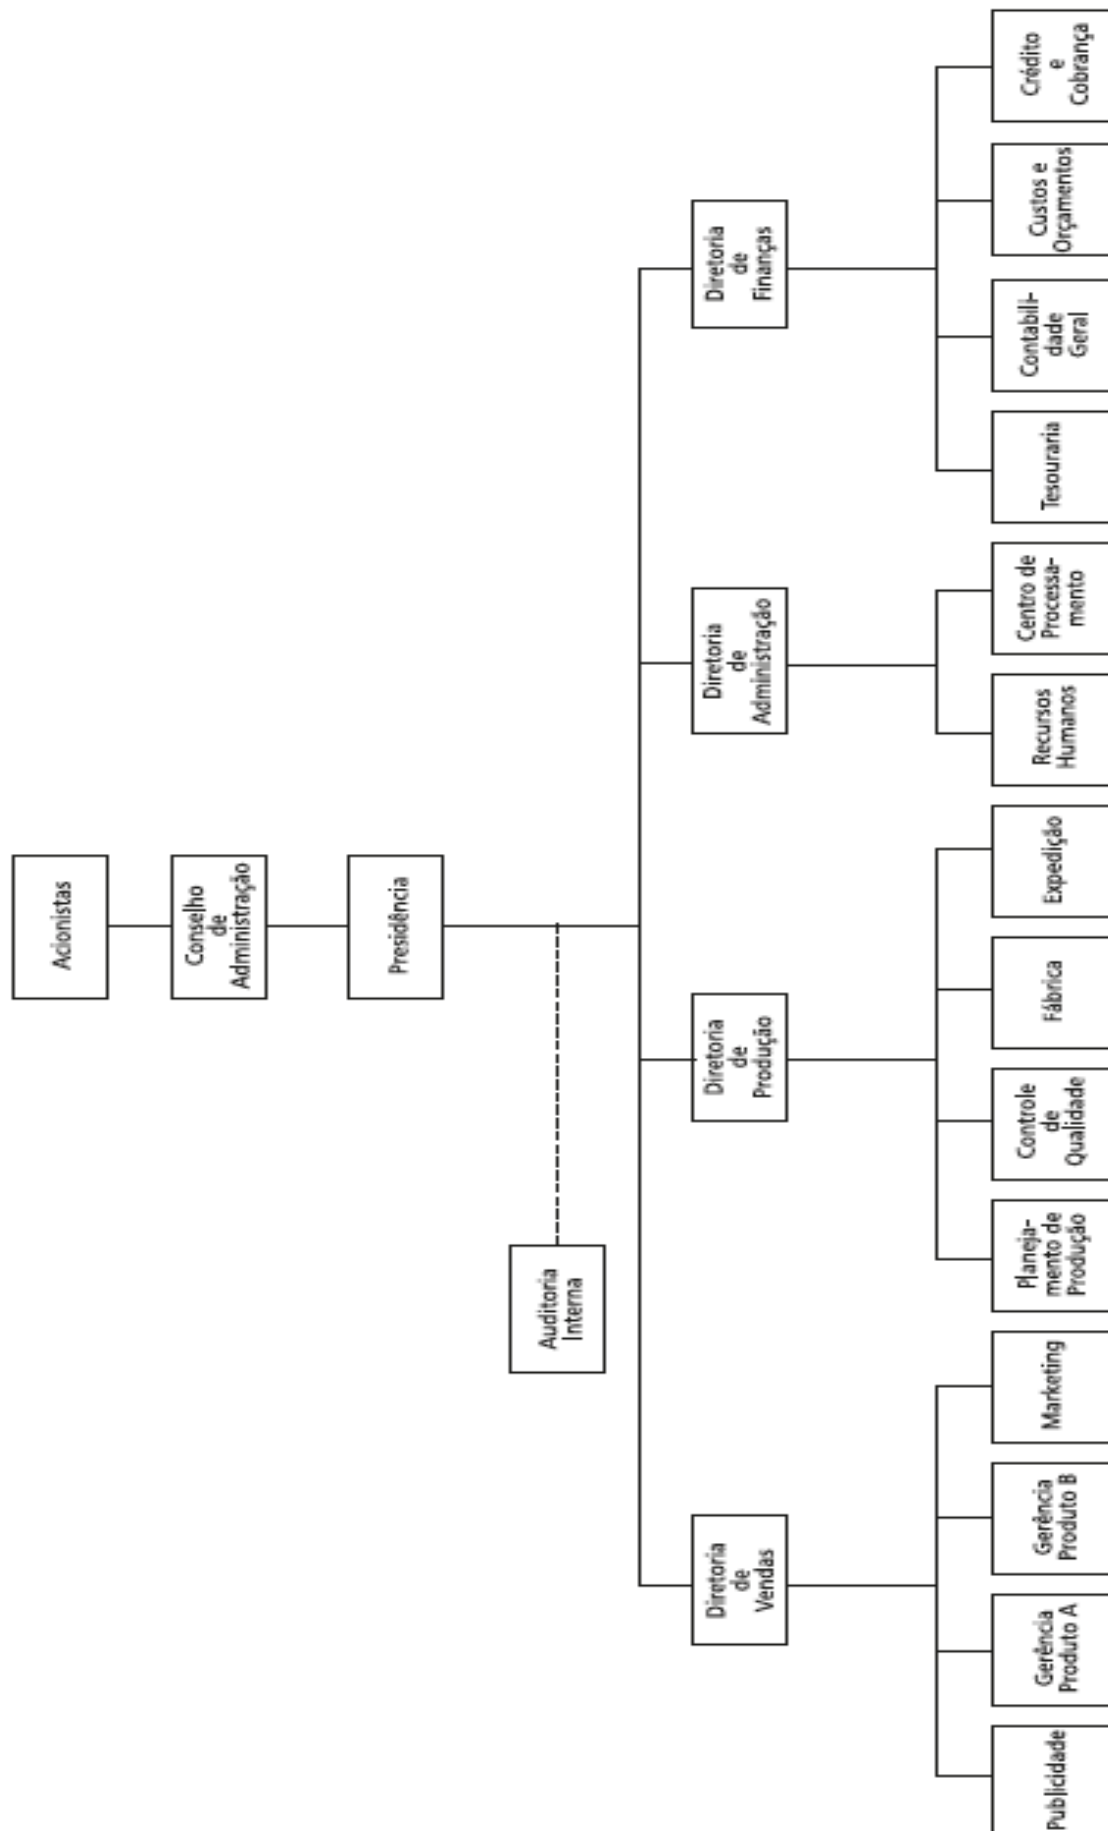 Acionistas
Conselho
de
Administração
Presidência
Auditoria
Interna
Diretoria
de
Vendas
Diretoria
de
Produção
Diretoria
de
Administração
Diretoria
de
Finanças
Publicidade
Gerência
Produto A
Gerência
Produto B
Marketing
Planeja-
mento de
Produção
Controle
de
Qualidade
Fábrica
Expedição
Recursos
Humanos
Centro de
Processa-
mento
Tesouraria
Contabili-
dade
Geral
Custos e
Orçamentos
Crédito
e
Cobrança